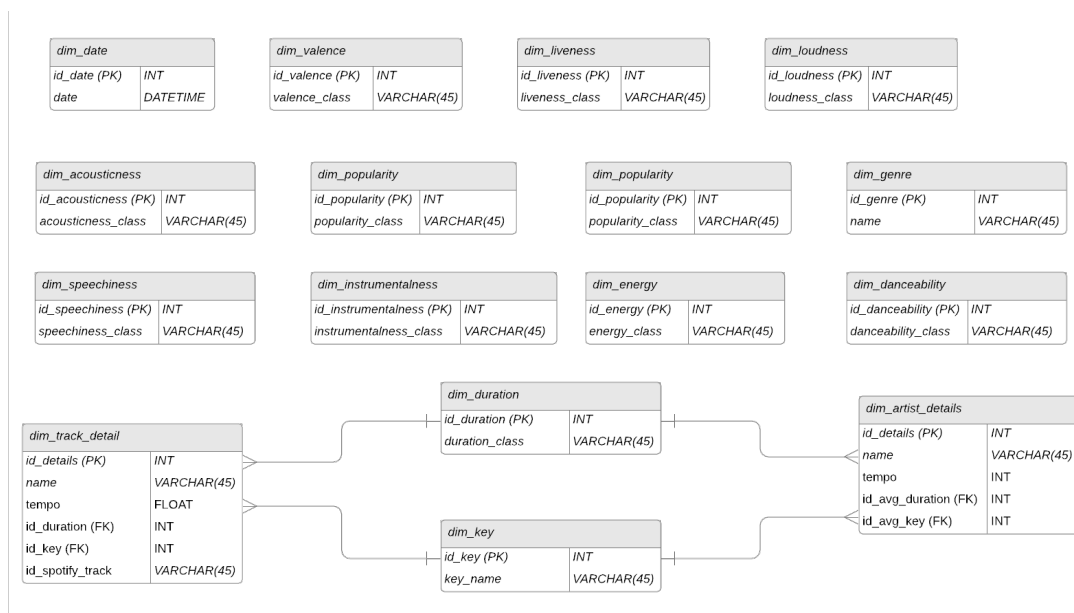 dim_date
id_date (PK) INT
date DATETIME
dim_valence
id_valence (PK) INT
valence_class VARCHAR(45)
dim_liveness
id_liveness (PK) INT
liveness_class VARCHAR(45)
dim_loudness
id_loudness (PK) INT
loudness_class VARCHAR(45)
dim_acousticness
id_acousticness (PK) INT
acousticness_class VARCHAR(45)
dim_popularity
id_popularity (PK) INT
popularity_class VARCHAR(45)
dim_popularity
id_popularity (PK) INT
popularity_class VARCHAR(45)
dim_genre
id_genre (PK) INT
name VARCHAR(45)
dim_speechiness
id_speechiness (PK) INT
speechiness_class VARCHAR(45)
dim_instrumentalness
id_instrumentalness (PK) INT
instrumentalness_class VARCHAR(45)
dim_energy
id_energy (PK) INT
energy_class VARCHAR(45)
dim_danceability
id_danceability (PK) INT
danceability_class VARCHAR(45)
dim_track_detail
id_details (PK) INT
name VARCHAR(45)
tempo FLOAT
id_duration (FK) INT
id_key (FK) INT
id_spotify_track VARCHAR(45)
dim_duration
id_duration (PK) INT
duration_class VARCHAR(45)
dim_key
id_key (PK) INT
key_name VARCHAR(45)
dim_artist_details
id_details (PK) INT
name VARCHAR(45)
tempo INT
id_avg_duration (FK) INT
id_avg_key (FK) INT